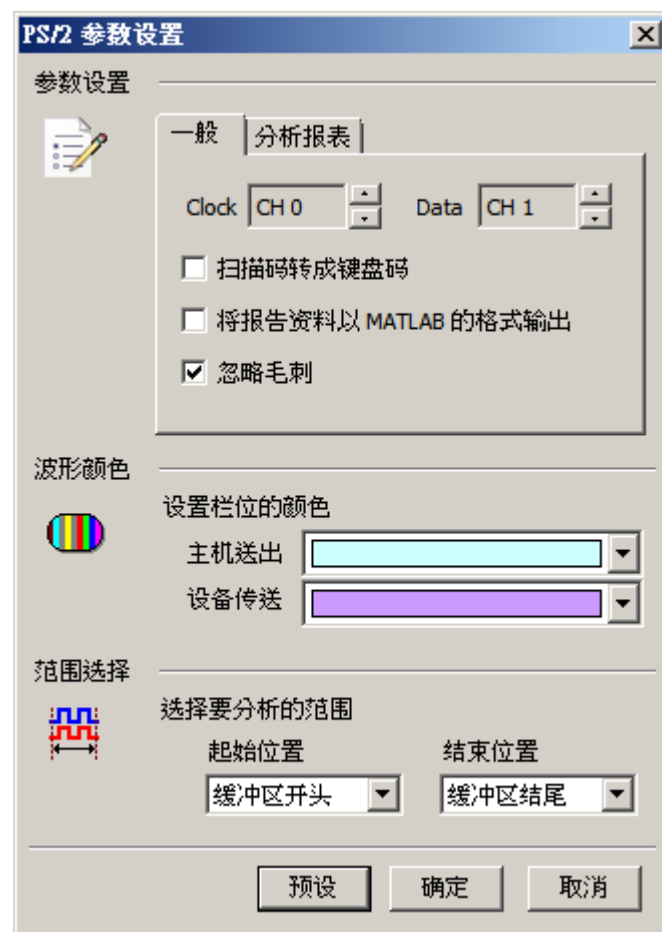 PS/2 参数设置
参数设置
一般 分析报表
Clock CH 0 Data CH 1
扫描码转成键盘码
将报告资料以 MATLAB 的格式输出
忽略毛刺
波形颜色
设置栏位的颜色
主机送出
设备传送
范围选择
选择要分析的范围
起始位置 结束位置
缓冲区开头 缓冲区结尾
预设 确定 取消